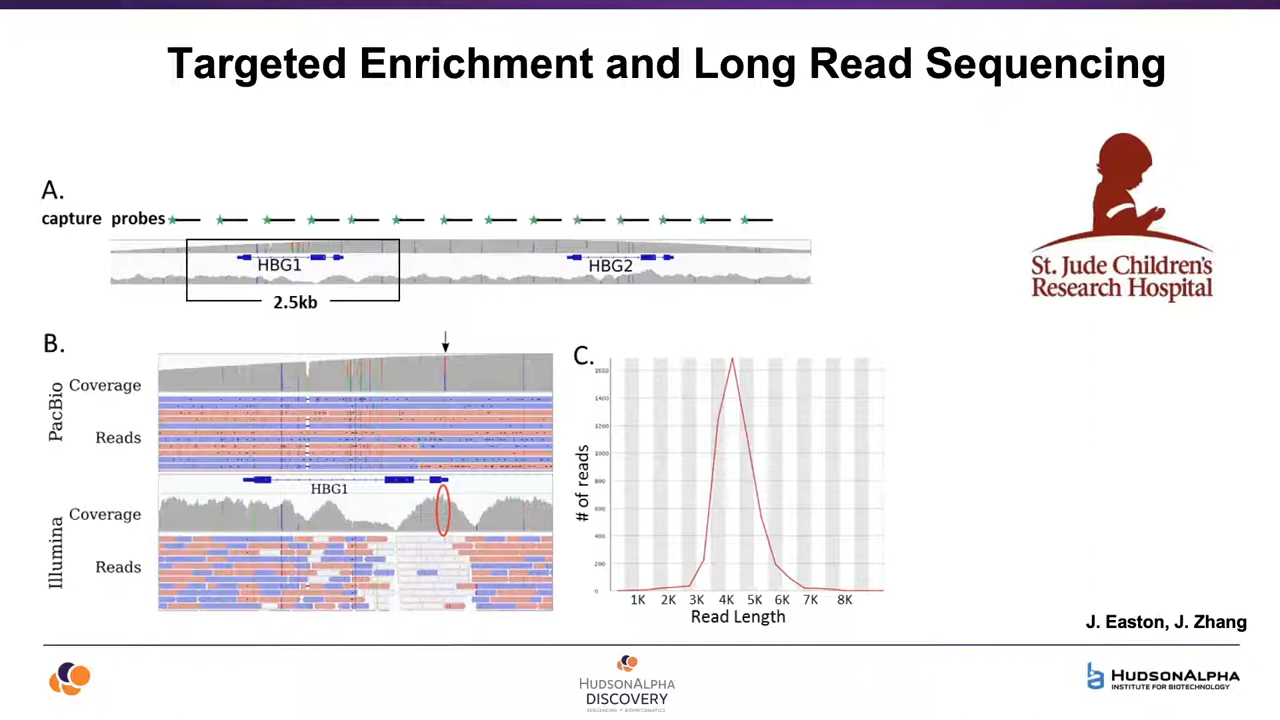 Targeted Enrichment and Long Read Sequencing
A.
capture probes
HBG1
HBG2
2.5kb
St. Jude Children's
Research Hospital
B.
PacBio
Coverage
Reads
HBG1
Illumina
Coverage
Reads
C.
# of reads
1600
1400
1200
1000
800
600
400
200
0
1K 2K 3K 4K 5K 6K 7K 8K
Read Length
J. Easton, J. Zhang
HUDSONALPHA
DISCOVERY
SEQUENCING + BIOINFORMATICS
HUDSONALPHA
INSTITUTE FOR BIOTECHNOLOGY